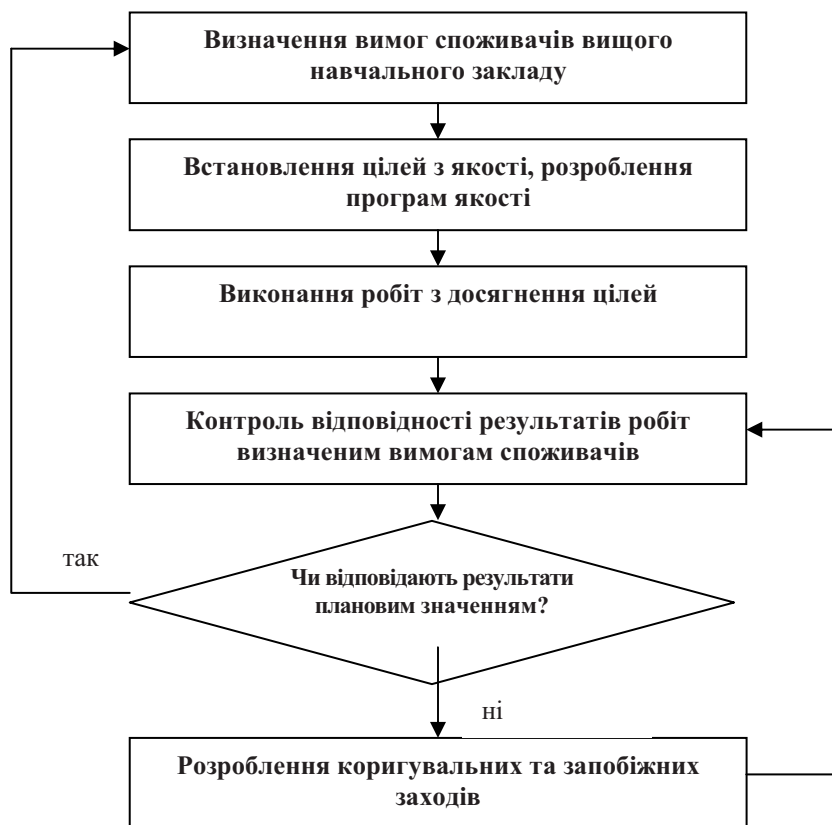 Визначення вимог споживачів вищого
навчального закладу
Встановлення цілей з якості, розроблення
програм якості
Виконання робіт з досягнення цілей
Контроль відповідності результатів робіт
визначеним вимогам споживачів
так
Чи відповідають результати
плановим значенням?
ні
Розроблення коригувальних та запобіжних
заходів